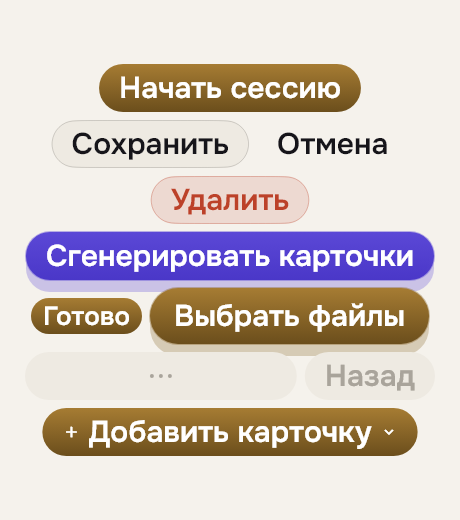 Начать сессию
Сохранить Отмена
Удалить
Сгенерировать карточки
Готово Выбрать файлы
... Назад
+ Добавить карточку